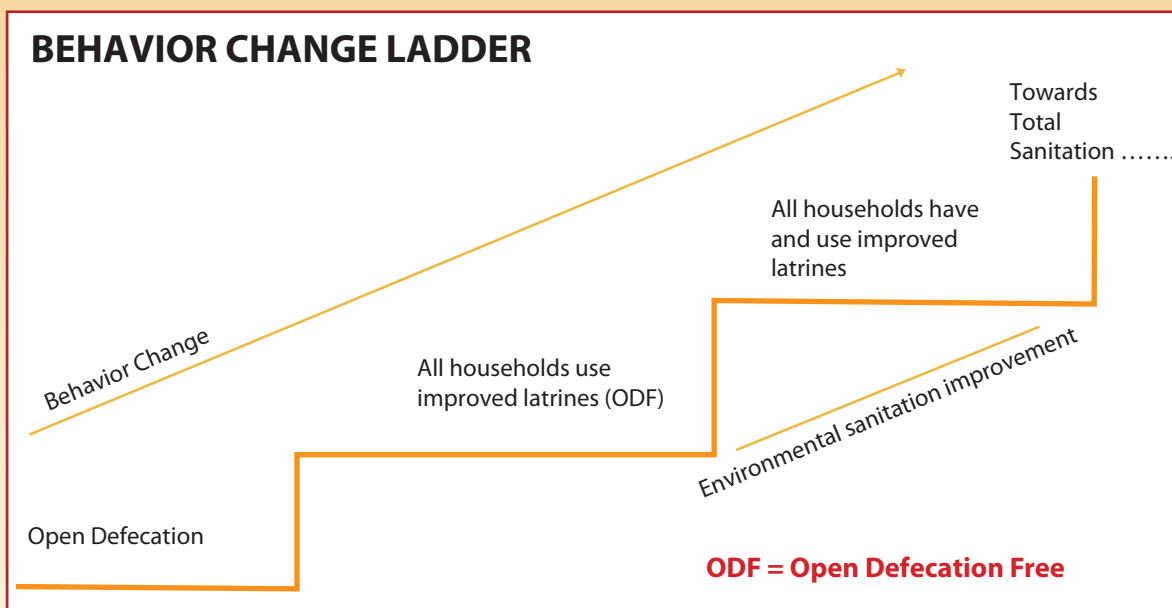 BEHAVIOR CHANGE LADDER
Towards
Total
Sanitation .......
All households have
and use improved
latrines
Behavior Change
All households use
improved latrines (ODF)
Environmental sanitation improvement
Open Defecation
ODF = Open Defecation Free